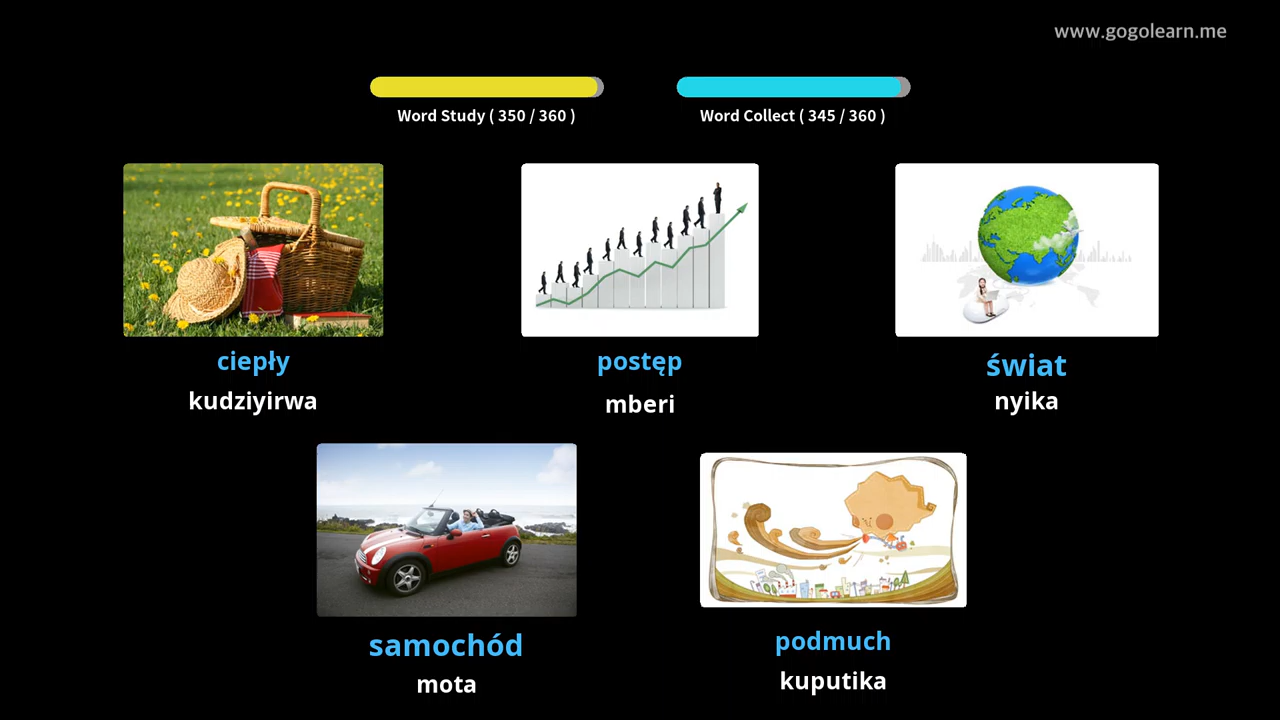 www.gogolearn.me
Word Study ( 350 / 360 )
Word Collect ( 345 / 360 )
ciepły
kudziyirwa
postęp
mberi
świat
nyika
samochód
mota
podmuch
kuputika